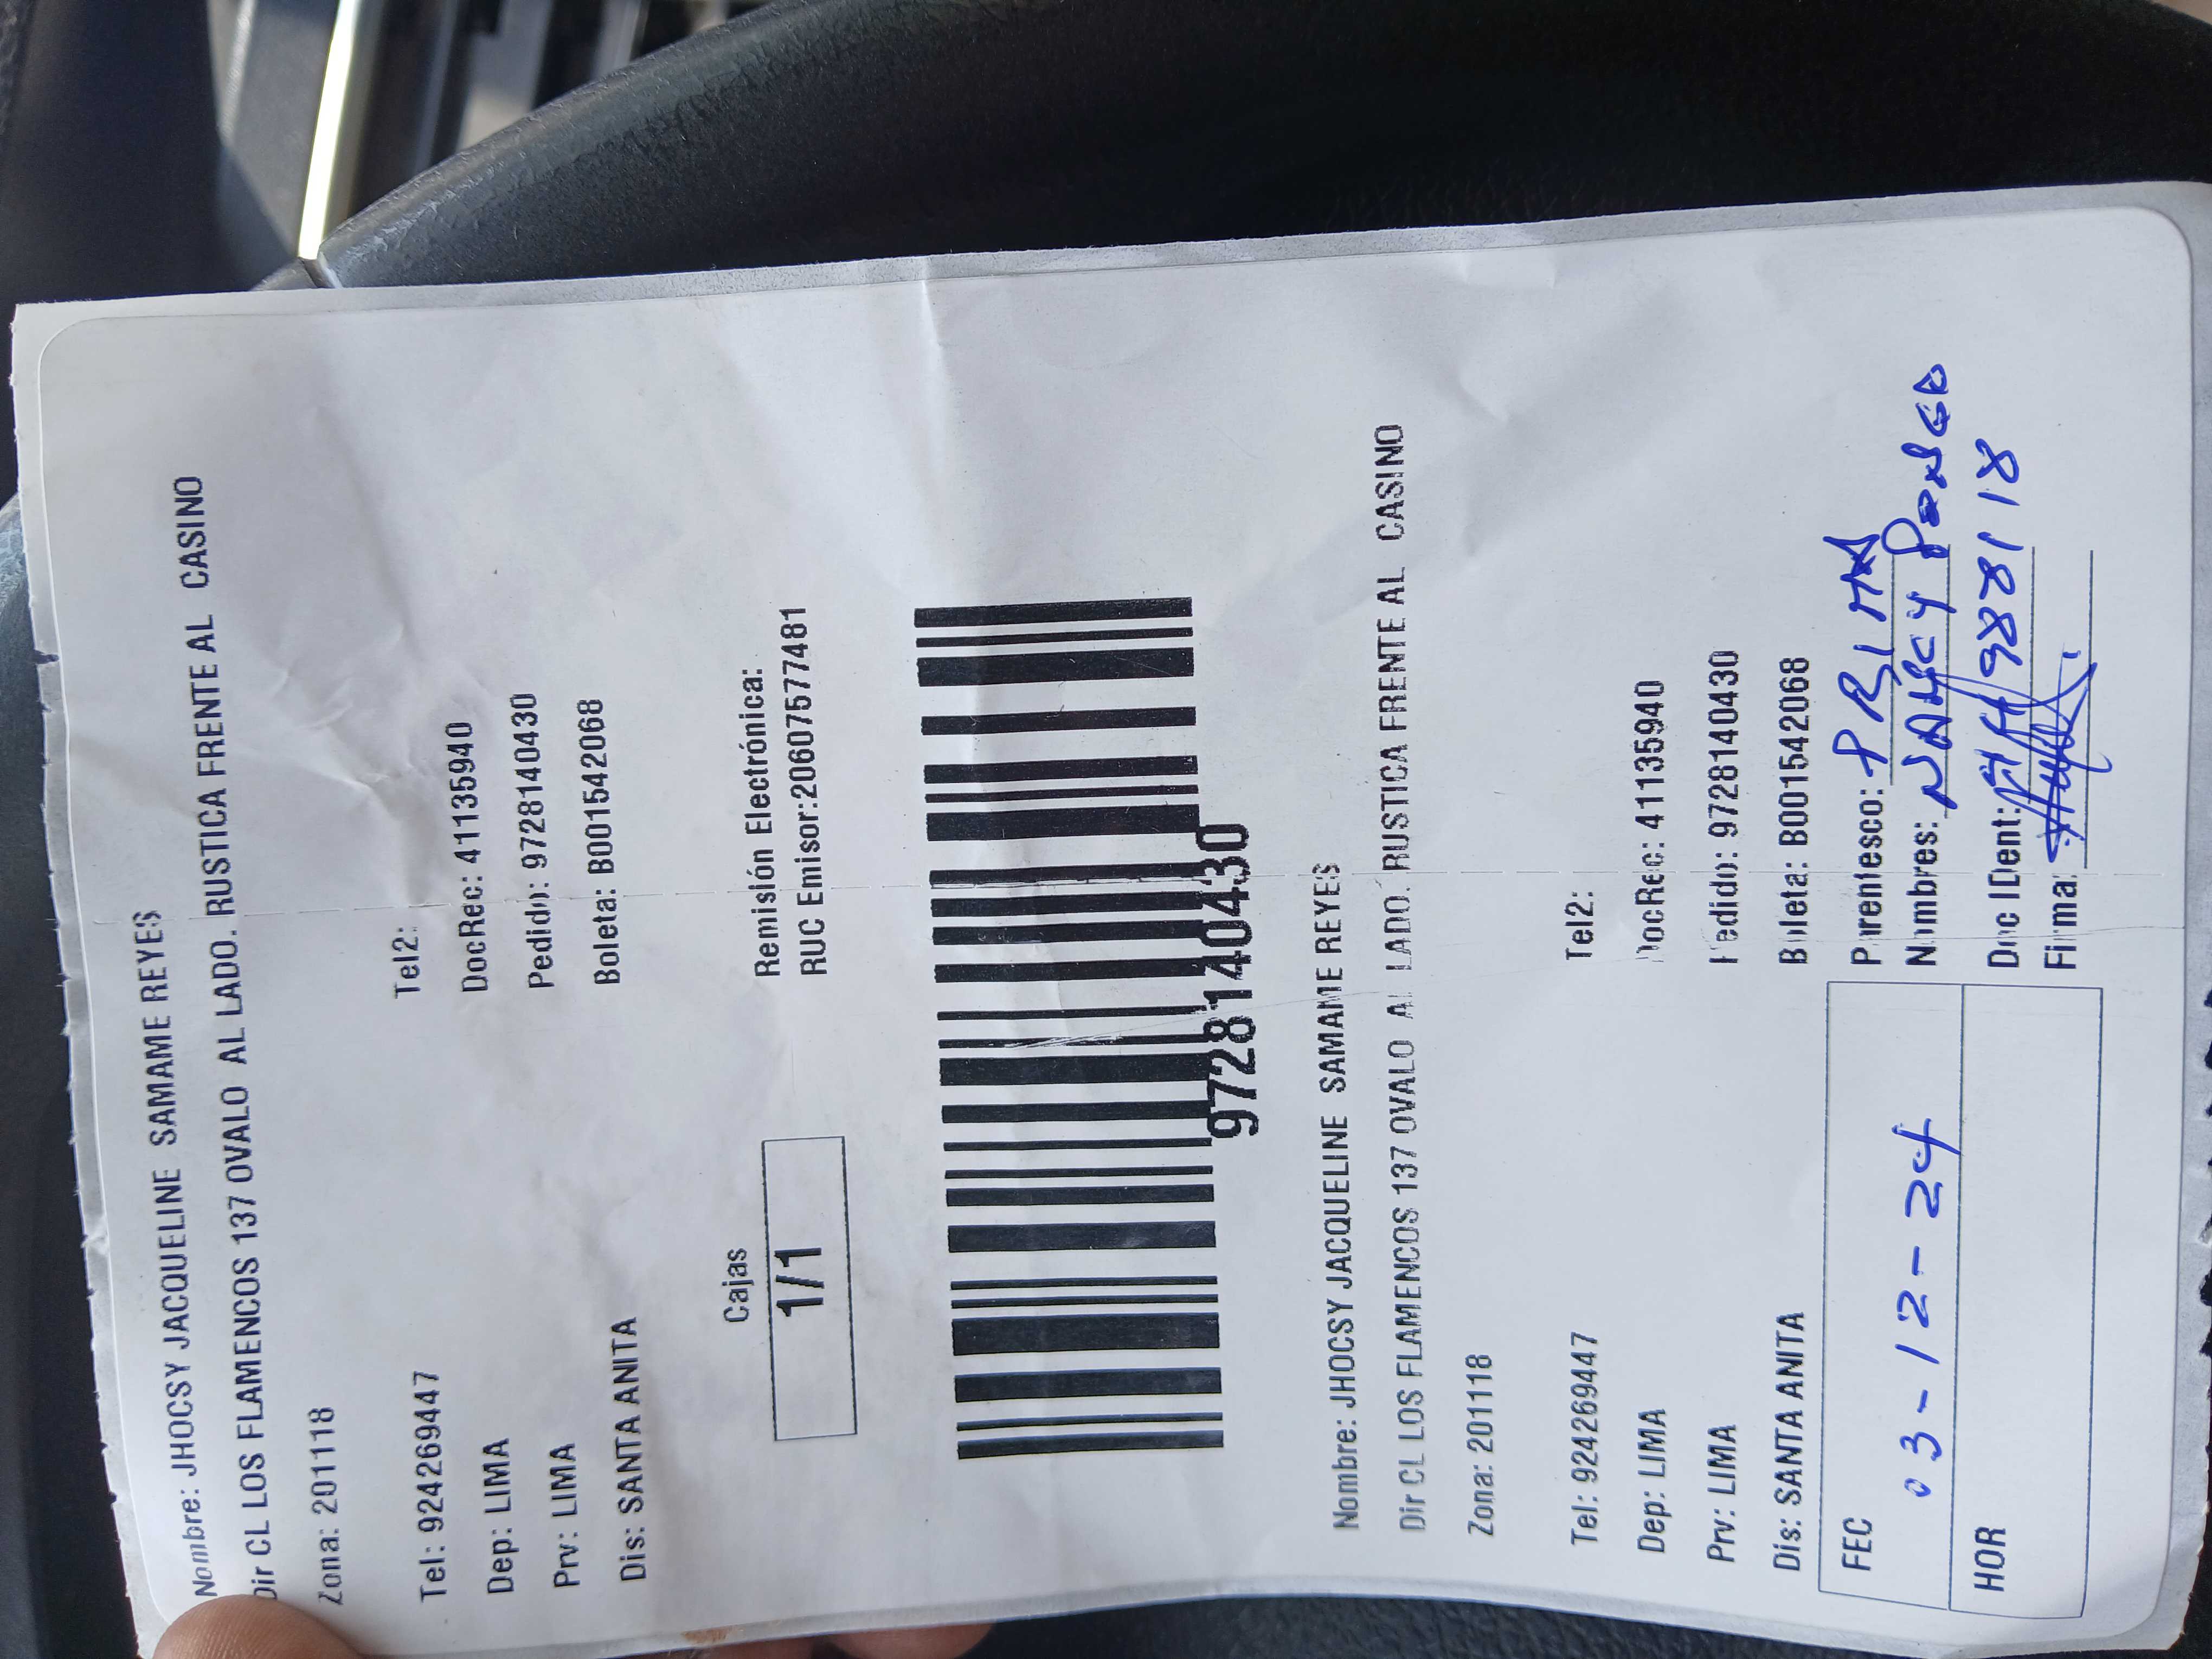 Nombre: JHOCSY JACQUELINE SAMAME REYES
Dir CL LOS FLAMENCOS 137 OVALO AL LADO. RUSTICA FRENTE AL CASINO
Zona: 201118
Tel: 924269447 Tel2:
Dep: LIMA DocRec: 41135940
Prv: LIMA Pedido: 97281404​30
Dis: SANTA ANITA Boleta: B001542068
Cajas Remisión Electrónica:
1/1 RUC Emisor:20607577481
9728140430
Nombre: JHOCSY JACQUELINE SAMAME REYES
Dir CL LOS FLAMENCOS 137 OVALO AL LADO. RUSTICA FRENTE AL CASINO
Zona: 201118
Tel: 924269447 Tel2:
Dep: LIMA DocRec: 41135940
Prv: LIMA Pedido: 9728140430
Dis: SANTA ANITA Boleta: B001542068
FEC 03-12-24 Parentesco: PRIMA
Nombres: NANCY
HOR Doc IDent:
Firma: